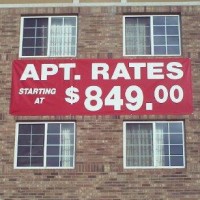 APT. RATES
STARTING AT $849.00